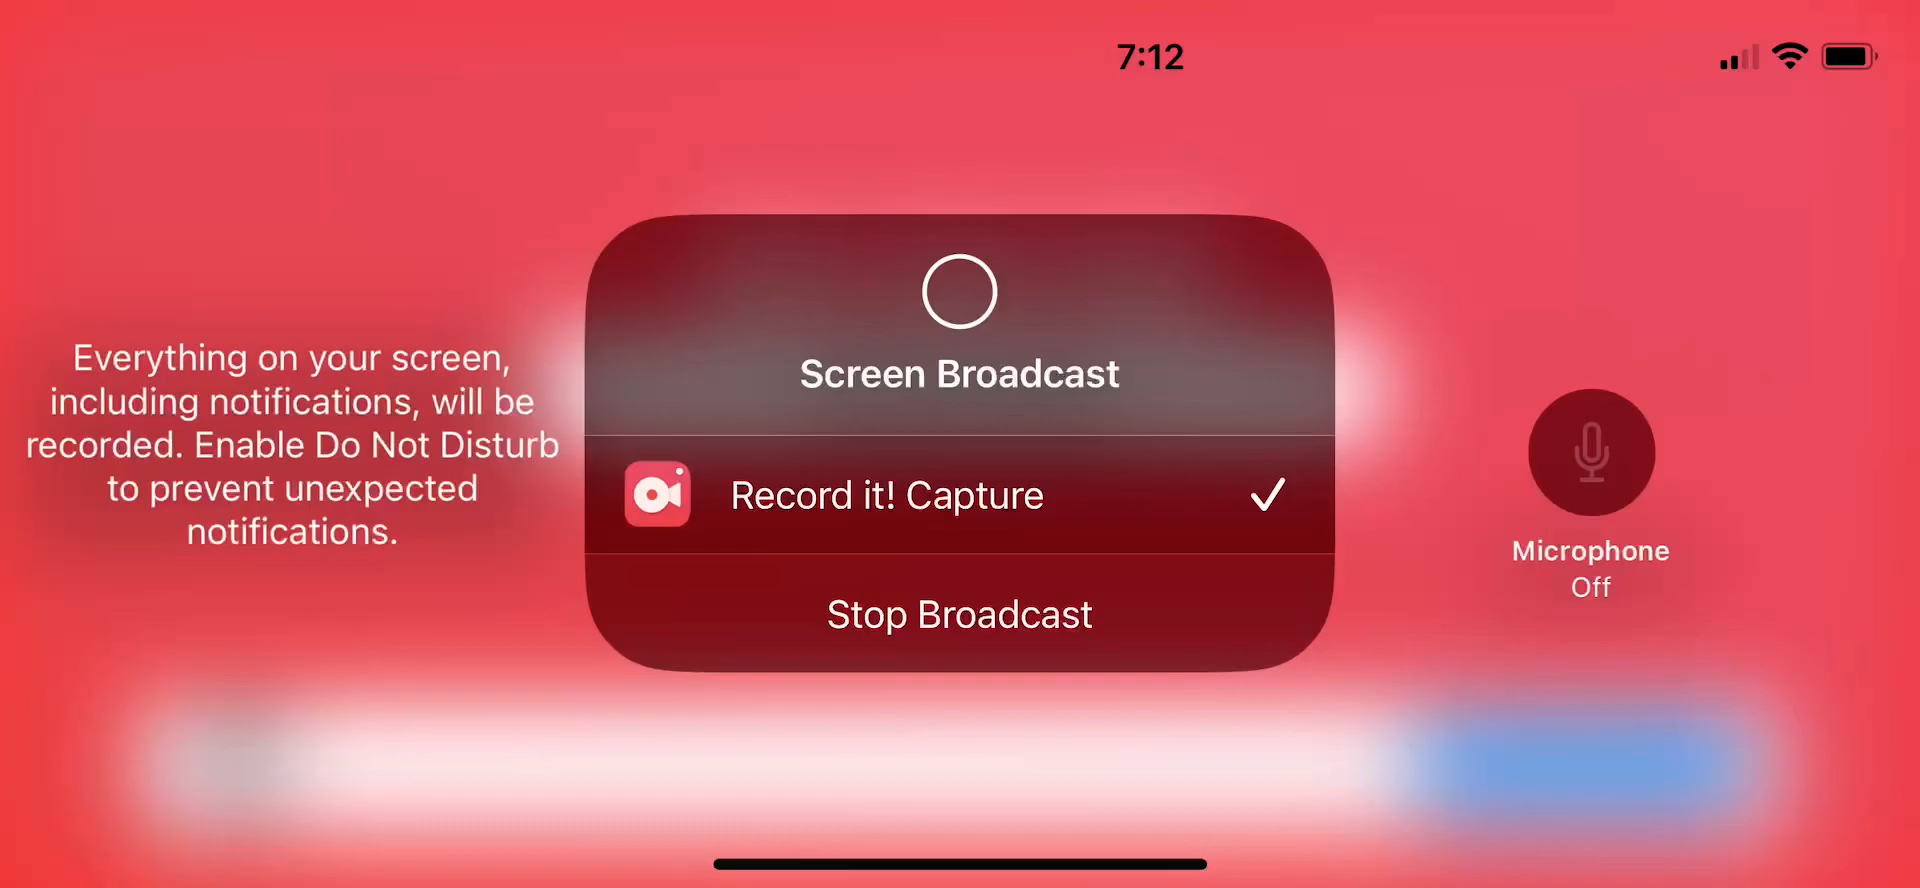 7:12
Everything on your screen,
including notifications, will be
recorded. Enable Do Not Disturb
to prevent unexpected
notifications.
Screen Broadcast
Record it! Capture
Stop Broadcast
Microphone
Off